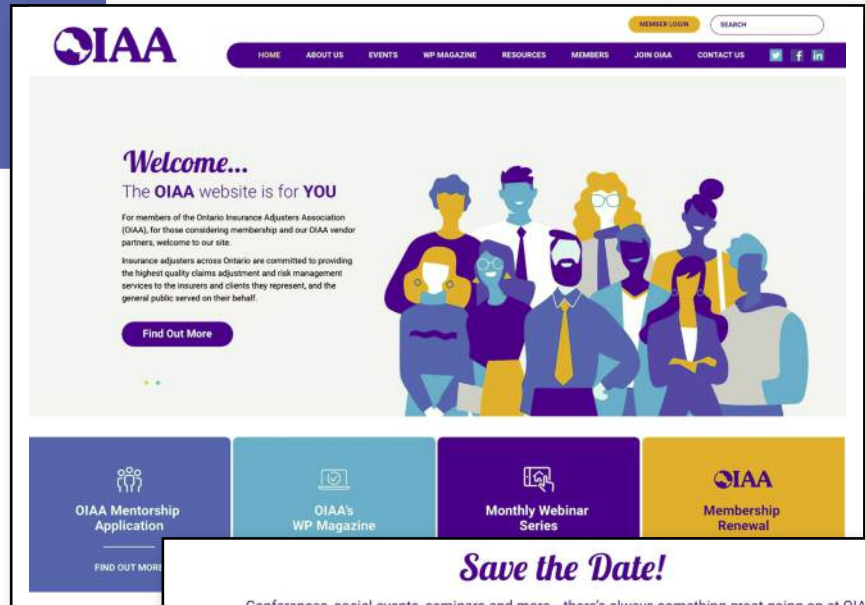 MEMBER LOGIN
SEARCH
OIAA
HOME ABOUT US EVENTS WP MAGAZINE RESOURCES MEMBERS JOIN OIAA CONTACT US
Welcome...
The OIAA website is for YOU
For members of the Ontario Insurance Adjusters Association
(OIAA), for those considering membership and our OIAA vendor
partners, welcome to our site.
Insurance adjusters across Ontario are committed to providing
the highest quality claims adjustment and risk management
services to the insurers and clients they represent, and the
general public served on their behalf.
Find Out More
OIAA Mentorship
Application
FIND OUT MORE
OIAA's
WP Magazine
Monthly Webinar
Series
OIAA
Membership
Renewal
Save the Date!